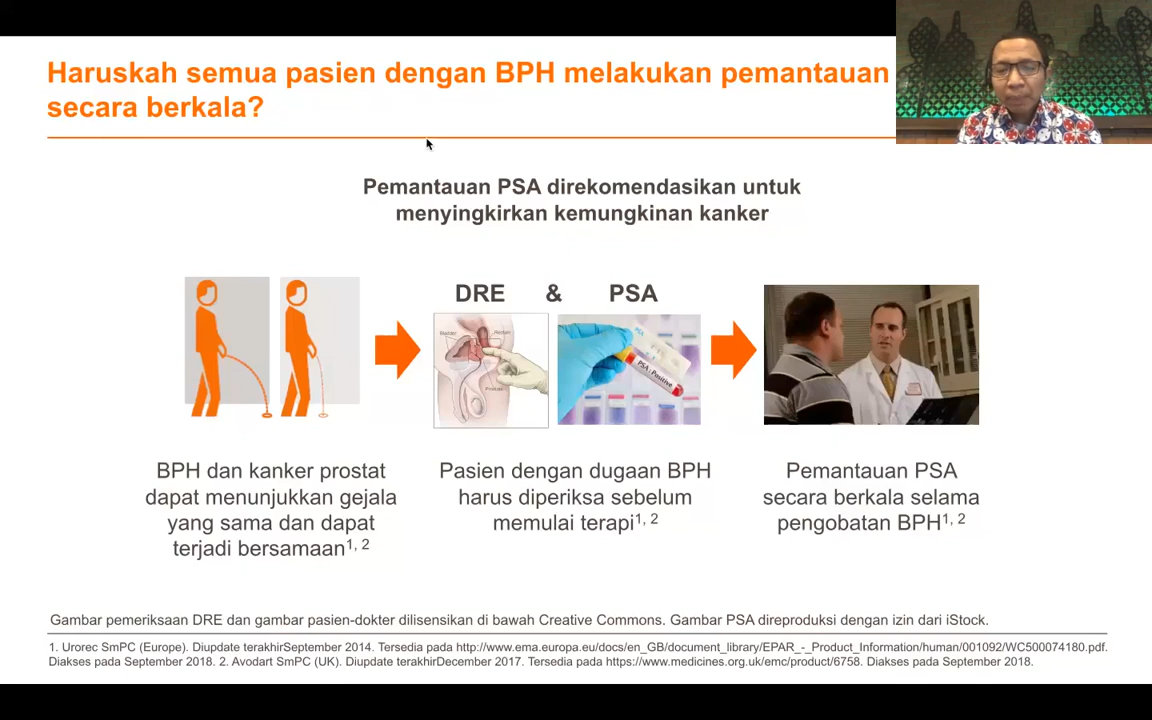 Haruskah semua pasien dengan BPH melakukan pemantauan
secara berkala?
Pemantauan PSA direkomendasikan untuk
menyingkirkan kemungkinan kanker
DRE & PSA
Bladder
Prostate
PSA
PSA: Positive
BPH dan kanker prostat
dapat menunjukkan gejala
yang sama dan dapat
terjadi bersamaan1, 2
Pasien dengan dugaan BPH
harus diperiksa sebelum
memulai terapi1, 2
Pemantauan PSA
secara berkala selama
pengobatan BPH1, 2
Gambar pemeriksaan DRE dan gambar pasien-dokter dilisensikan di bawah Creative Commons. Gambar PSA direproduksi dengan izin dari iStock.
1. Urorec SmPC (Europe). Diupdate terakhirSeptember 2014. Tersedia pada http://www.ema.europa.eu/docs/en_GB/document_library/EPAR_-_Product_Information/human/001092/WC500074180.pdf.
Diakses pada September 2018. 2. Avodart SmPC (UK). Diupdate terakhirDecember 2017. Tersedia pada https://www.medicines.org.uk/emc/product/6758. Diakses pada September 2018.